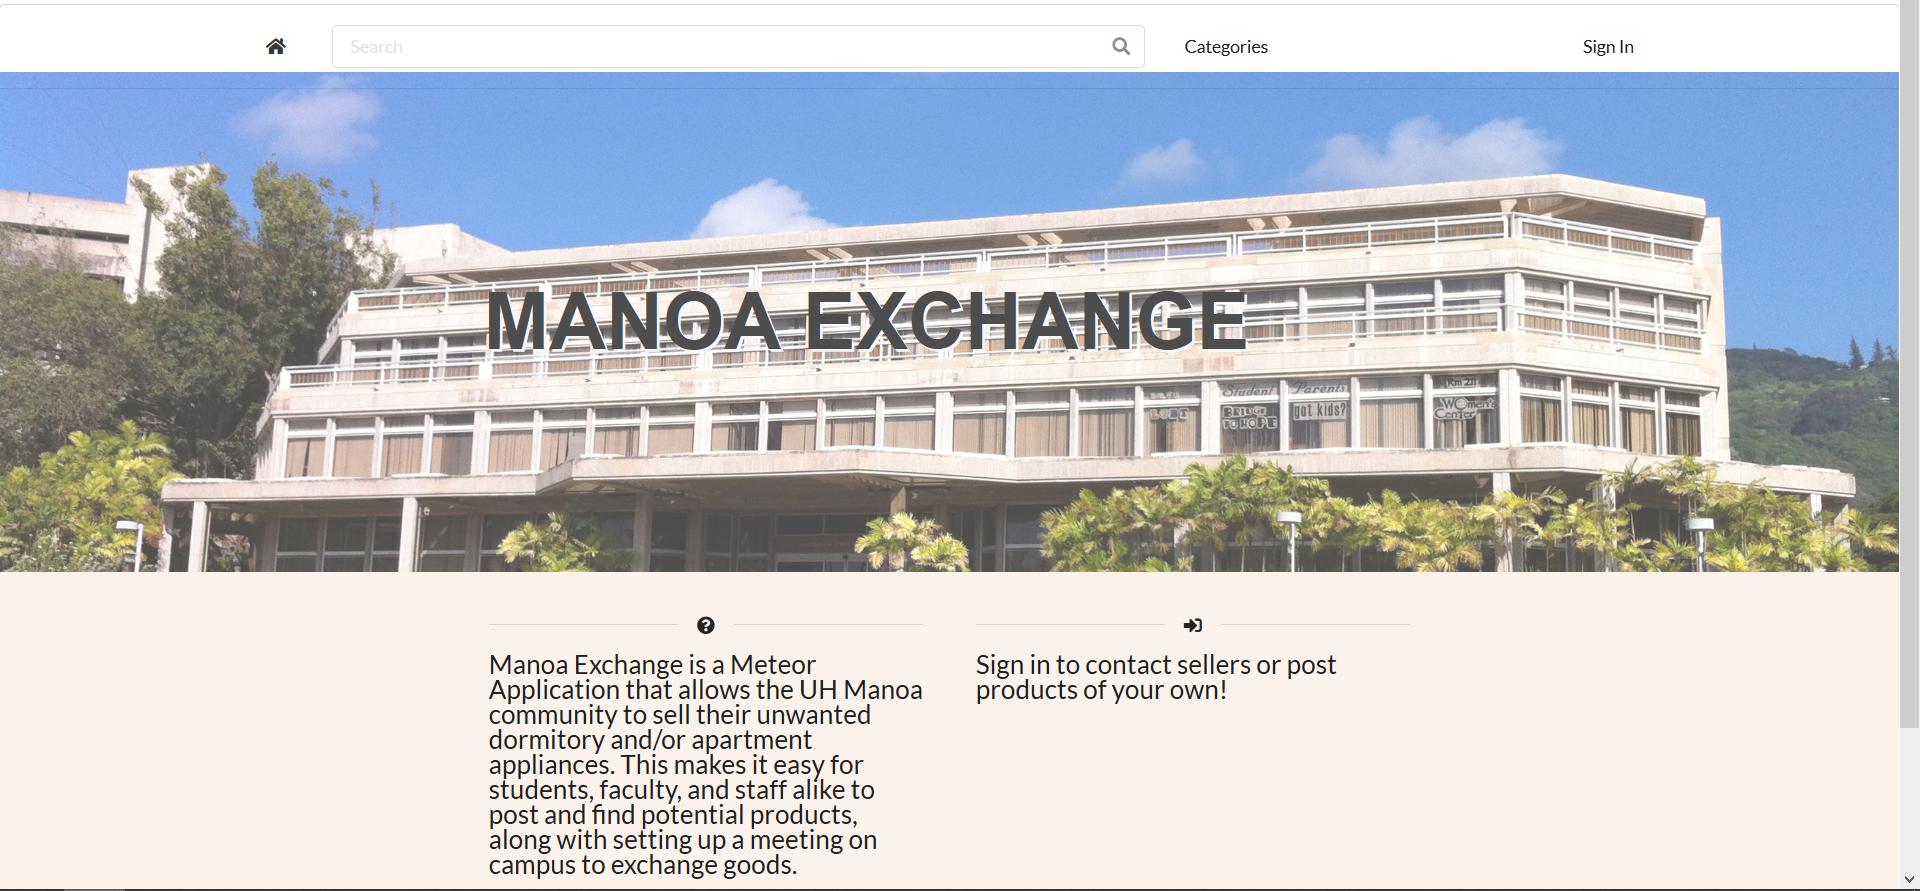 Search
Categories
Sign In
MANOA EXCHANGE
Student Parents
Rm 211
LGBT
BRIDGE
TO HOPE
got kids?
Women's
Center
Manoa Exchange is a Meteor
Application that allows the UH Manoa
community to sell their unwanted
dormitory and/or apartment
appliances. This makes it easy for
students, faculty, and staff alike to
post and find potential products,
along with setting up a meeting on
campus to exchange goods.
Sign in to contact sellers or post
products of your own!